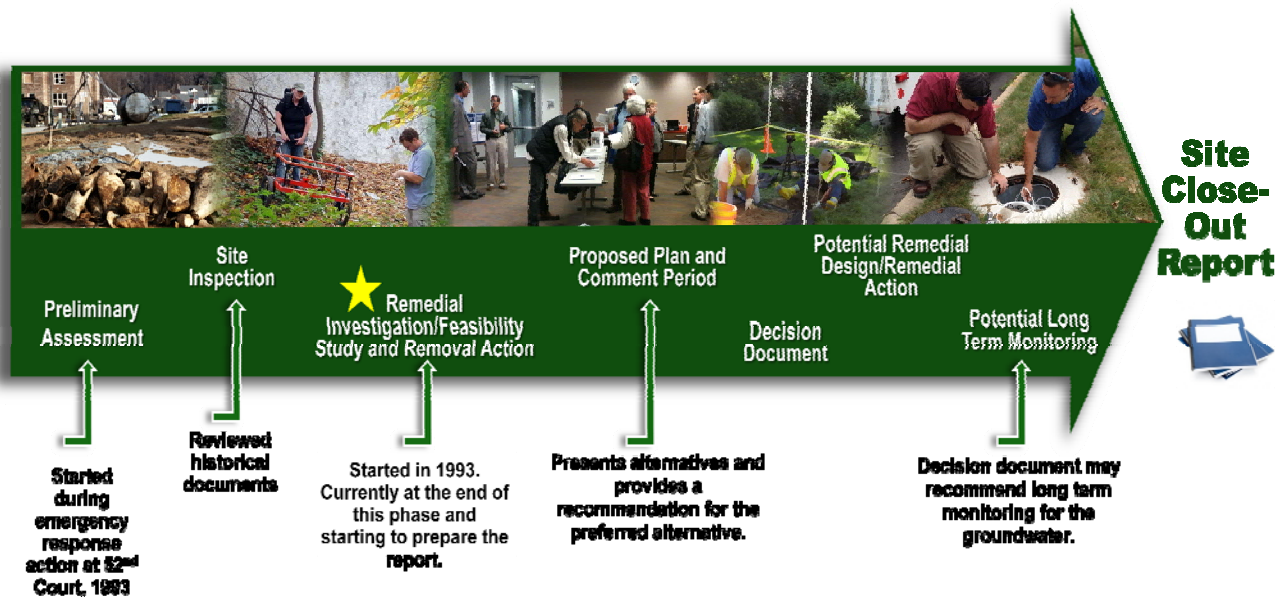 Preliminary
Assessment
Site
Inspection
Remedial
Investigation/Feasibility
Study and Removal Action
Proposed Plan and
Comment Period
Decision
Document
Potential Remedial
Design/Remedial
Action
Potential Long
Term Monitoring
Site
Close-
Out
Report
Started
during
emergency
response
action at 52nd
Court, 1993
Reviewed
historical
documents
Started in 1993.
Currently at the end of
this phase and
starting to prepare the
report.
Presents alternatives and
provides a
recommendation for the
preferred alternative.
Decision document may
recommend long term
monitoring for the
groundwater.